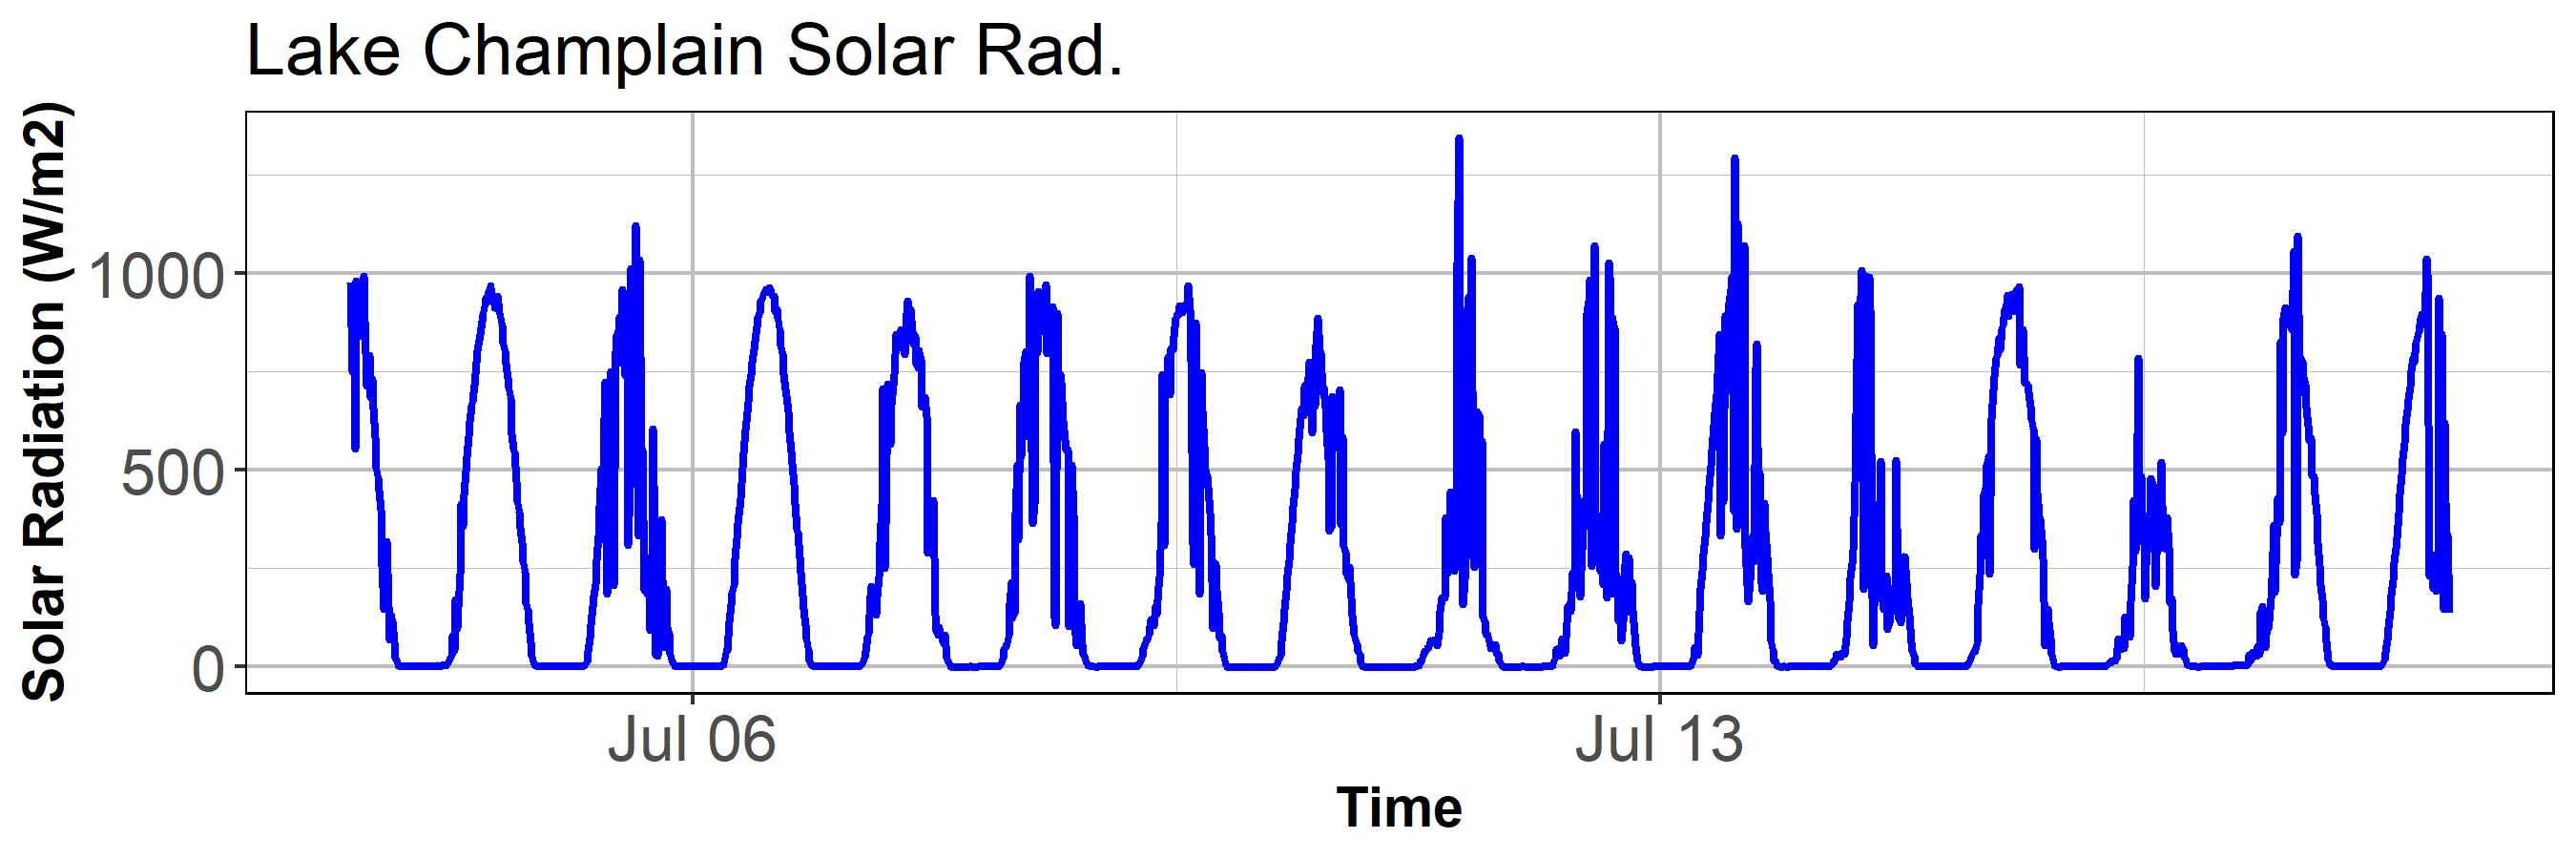 Lake Champlain Solar Rad.
Solar Radiation (W/m2)
1000
500
0
Jul 06
Jul 13
Time